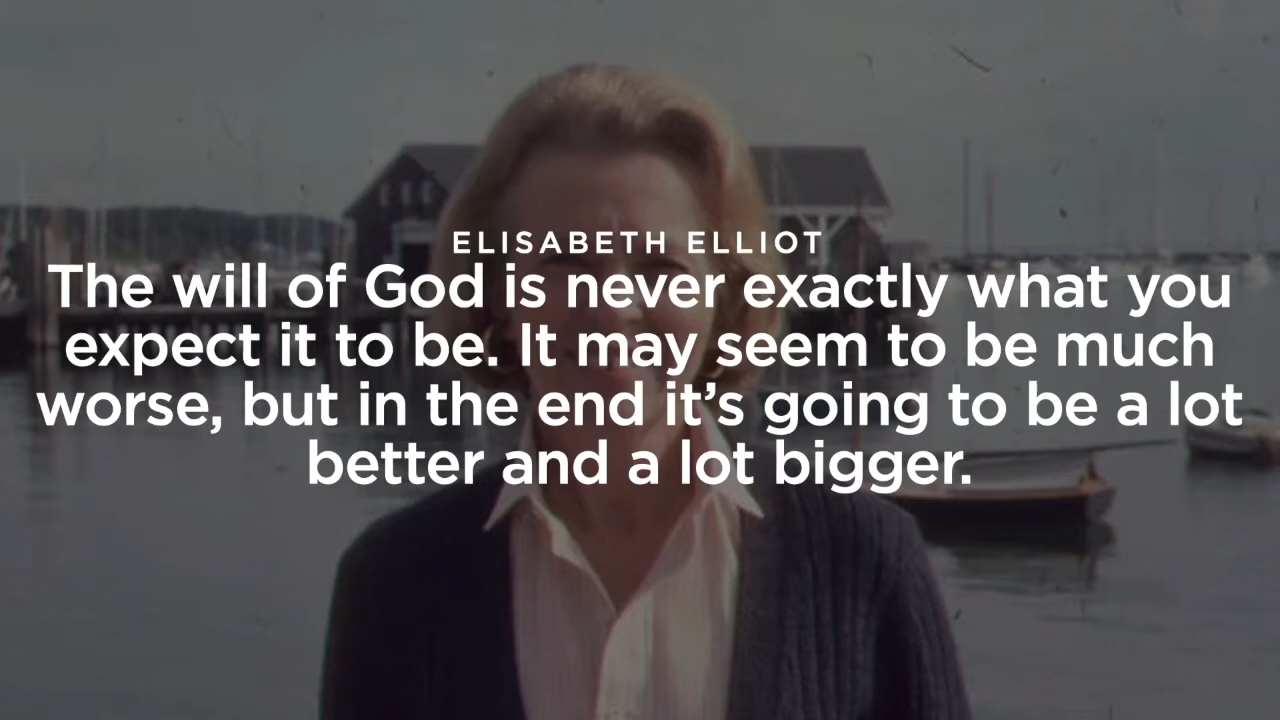 ELISABETH ELLIOT
The will of God is never exactly what you
expect it to be. It may seem to be much
worse, but in the end it’s going to be a lot
better and a lot bigger.